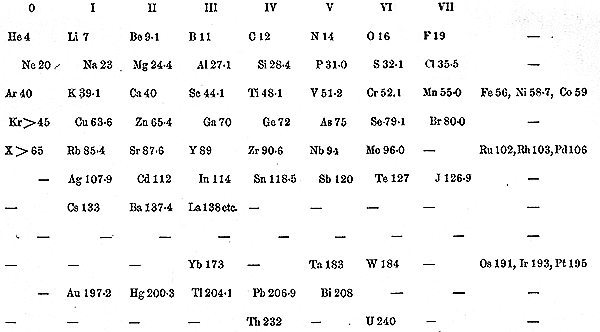 0 I II III IV V VI VII
He 4 Li 7 Be 9·1 B 11 C 12 N 14 O 16 F 19 —
Ne 20 Na 23 Mg 24·4 Al 27·1 Si 28·4 P 31·0 S 32·1 Cl 35·5 —
Ar 40 K 39·1 Ca 40 Sc 44·1 Ti 48·1 V 51·2 Cr 52.1 Mn 55·0 Fe 56, Ni 58·7, Co 59
Kr > 45 Cu 63·6 Zn 65·4 Ga 70 Ge 72 As 75 Se 79·1 Br 80·0 —
X > 65 Rb 85·4 Sr 87·6 Y 89 Zr 90·6 Nb 94 Mo 96·0 — Ru 102, Rh 103, Pd 106
— Ag 107·9 Cd 112 In 114 Sn 118·5 Sb 120 Te 127 J 126·9 —
— Cs 133 Ba 137·4 La 138 etc. — — — — —
— — — — — — — — —
— — — Yb 173 — Ta 183 W 184 — Os 191, Ir 193, Pt 195
— Au 197·2 Hg 200·3 Tl 204·1 Pb 206·9 Bi 208 — — —
— — — — Th 232 — U 240 — —